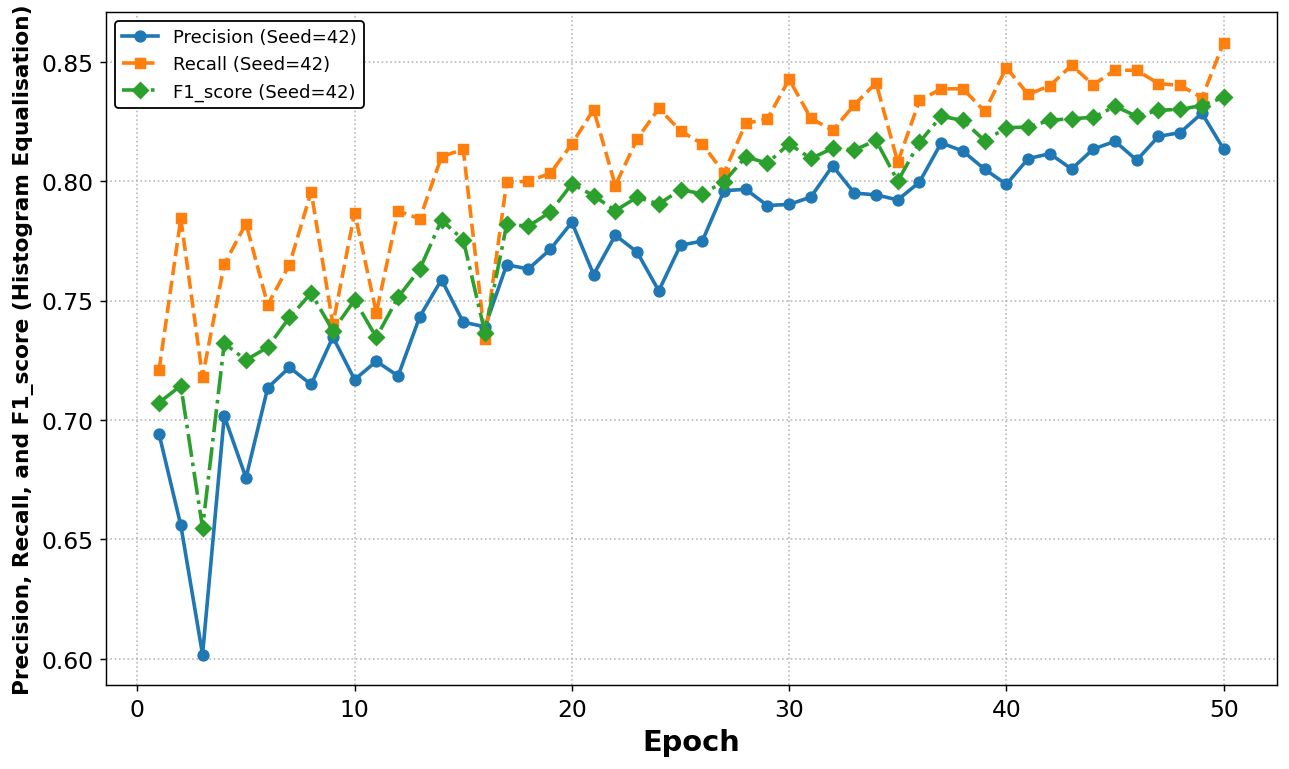 Precision, Recall, and F1_score (Histogram Equalisation)
0.85
0.80
0.75
0.70
0.65
0.60
Precision (Seed=42)
Recall (Seed=42)
F1_score (Seed=42)
0 10 20 30 40 50
Epoch